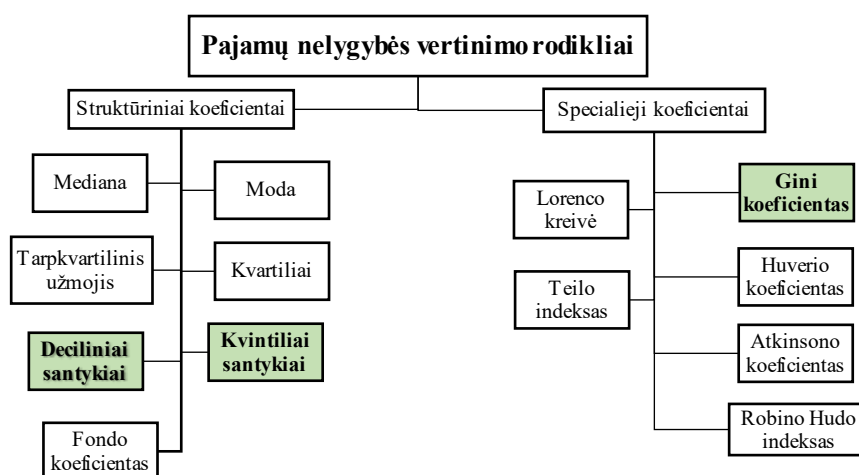 Pajamų nelygybės vertinimo rodikliai
Struktūriniai koeficientai
Specialieji koeficientai
Mediana
Moda
Tarpkvartilinis
užmojis
Kvartiliai
Deciliniai
santykiai
Kvintiliai
santykiai
Fondo
koeficientas
Lorenco
kreivė
Gini
koeficientas
Teilo
indeksas
Huverio
koeficientas
Atkinsono
koeficientas
Robino Hudo
indeksas